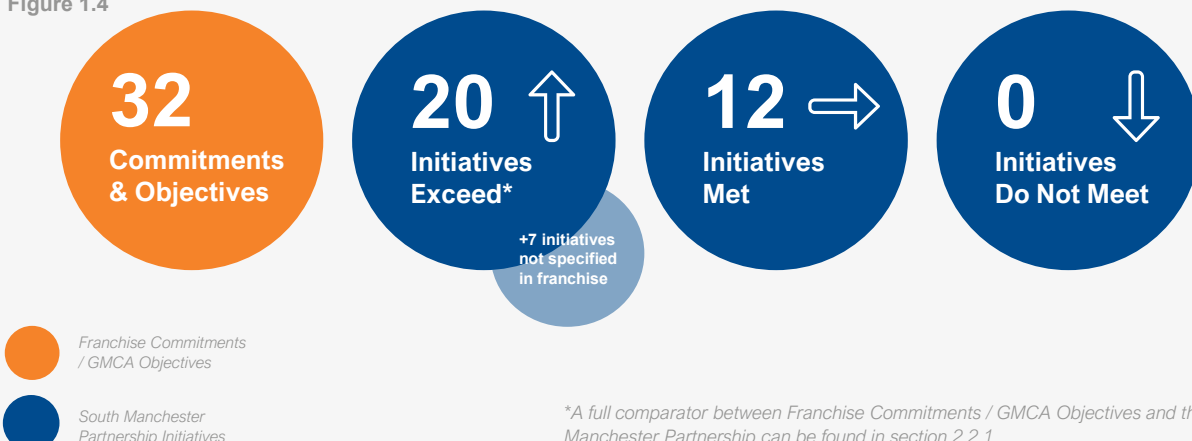 Figure 1.4
32
Commitments
& Objectives
20
Initiatives
Exceed*
+7 initiatives
not specified
in franchise
12
Initiatives
Met
0
Initiatives
Do Not Meet
Franchise Commitments
/ GMCA Objectives
South Manchester
Partnership Initiatives
*A full comparator between Franchise Commitments / GMCA Objectives and th
Manchester Partnership can be found in section 2.2.1